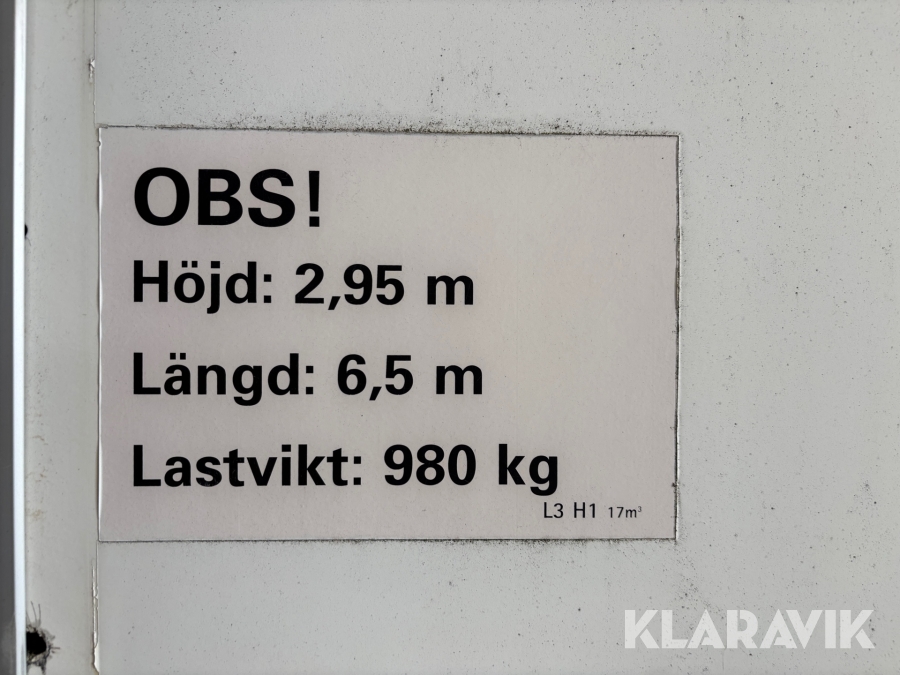 OBS!
Höjd: 2,95 m
Längd: 6,5 m
Lastvikt: 980 kg
L3 H1 17m³
KLARAVIK